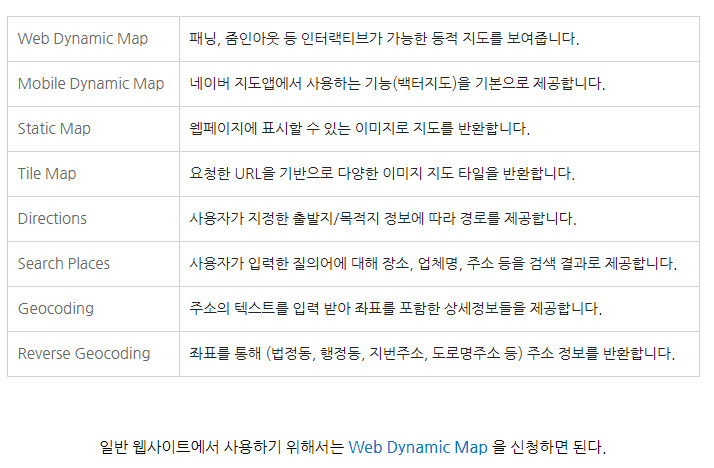 Web Dynamic Map 패닝, 줌인아웃 등 인터랙티브가 가능한 동적 지도를 보여줍니다.
Mobile Dynamic Map 네이버 지도앱에서 사용하는 기능(백터지도)을 기본으로 제공합니다.
Static Map 웹페이지에 표시할 수 있는 이미지로 지도를 반환합니다.
Tile Map 요청한 URL을 기반으로 다양한 이미지 지도 타일을 반환합니다.
Directions 사용자가 지정한 출발지/목적지 정보에 따라 경로를 제공합니다.
Search Places 사용자가 입력한 질의어에 대해 장소, 업체명, 주소 등을 검색 결과로 제공합니다.
Geocoding 주소의 텍스트를 입력 받아 좌표를 포함한 상세정보들을 제공합니다.
Reverse Geocoding 좌표를 통해 (법정동, 행정동, 지번주소, 도로명주소 등) 주소 정보를 반환합니다.
일반 웹사이트에서 사용하기 위해서는 Web Dynamic Map 을 신청하면 된다.